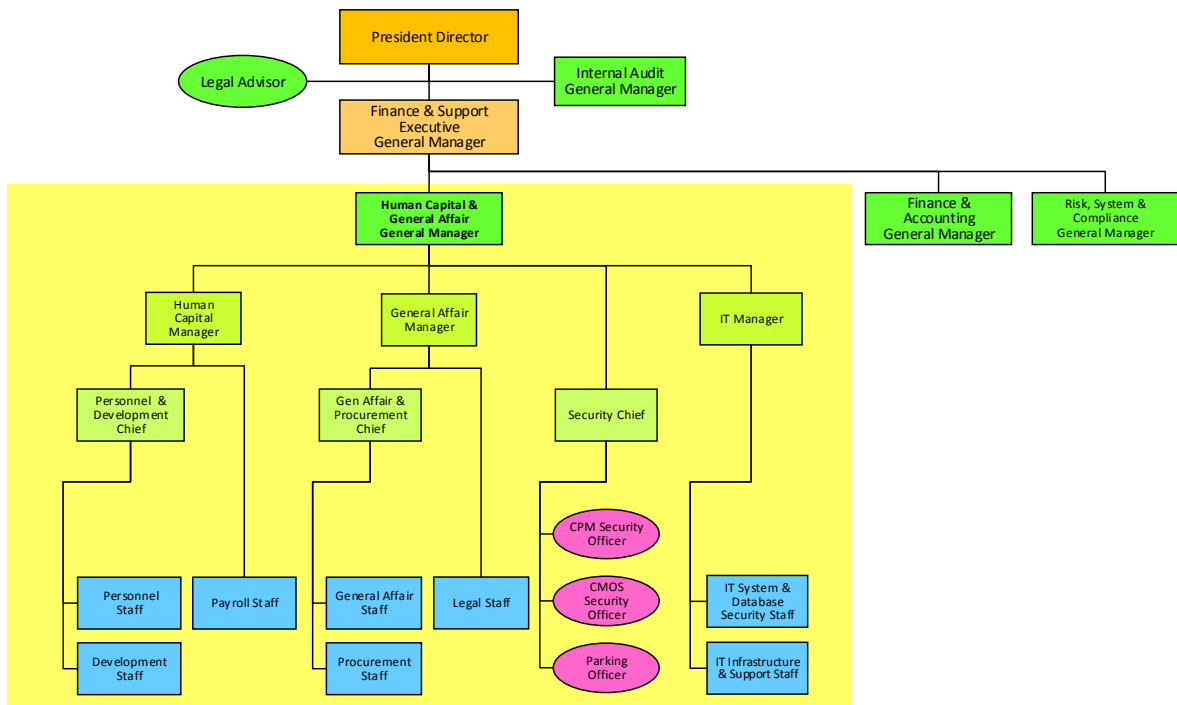 President Director
Legal Advisor
Internal Audit
General Manager
Finance & Support
Executive
General Manager
Human Capital &
General Affair
General Manager
Finance &
Accounting
General Manager
Risk, System &
Compliance
General Manager
Human
Capital
Manager
General Affair
Manager
IT Manager
Personnel &
Development
Chief
Gen Affair &
Procurement
Chief
Security Chief
CPM Security
Officer
Personnel
Staff
Payroll Staff
General Affair
Staff
Legal Staff
CMOS
Security
Officer
IT System &
Database
Security Staff
Development
Staff
Procurement
Staff
Parking
Officer
IT Infrastructure
& Support Staff